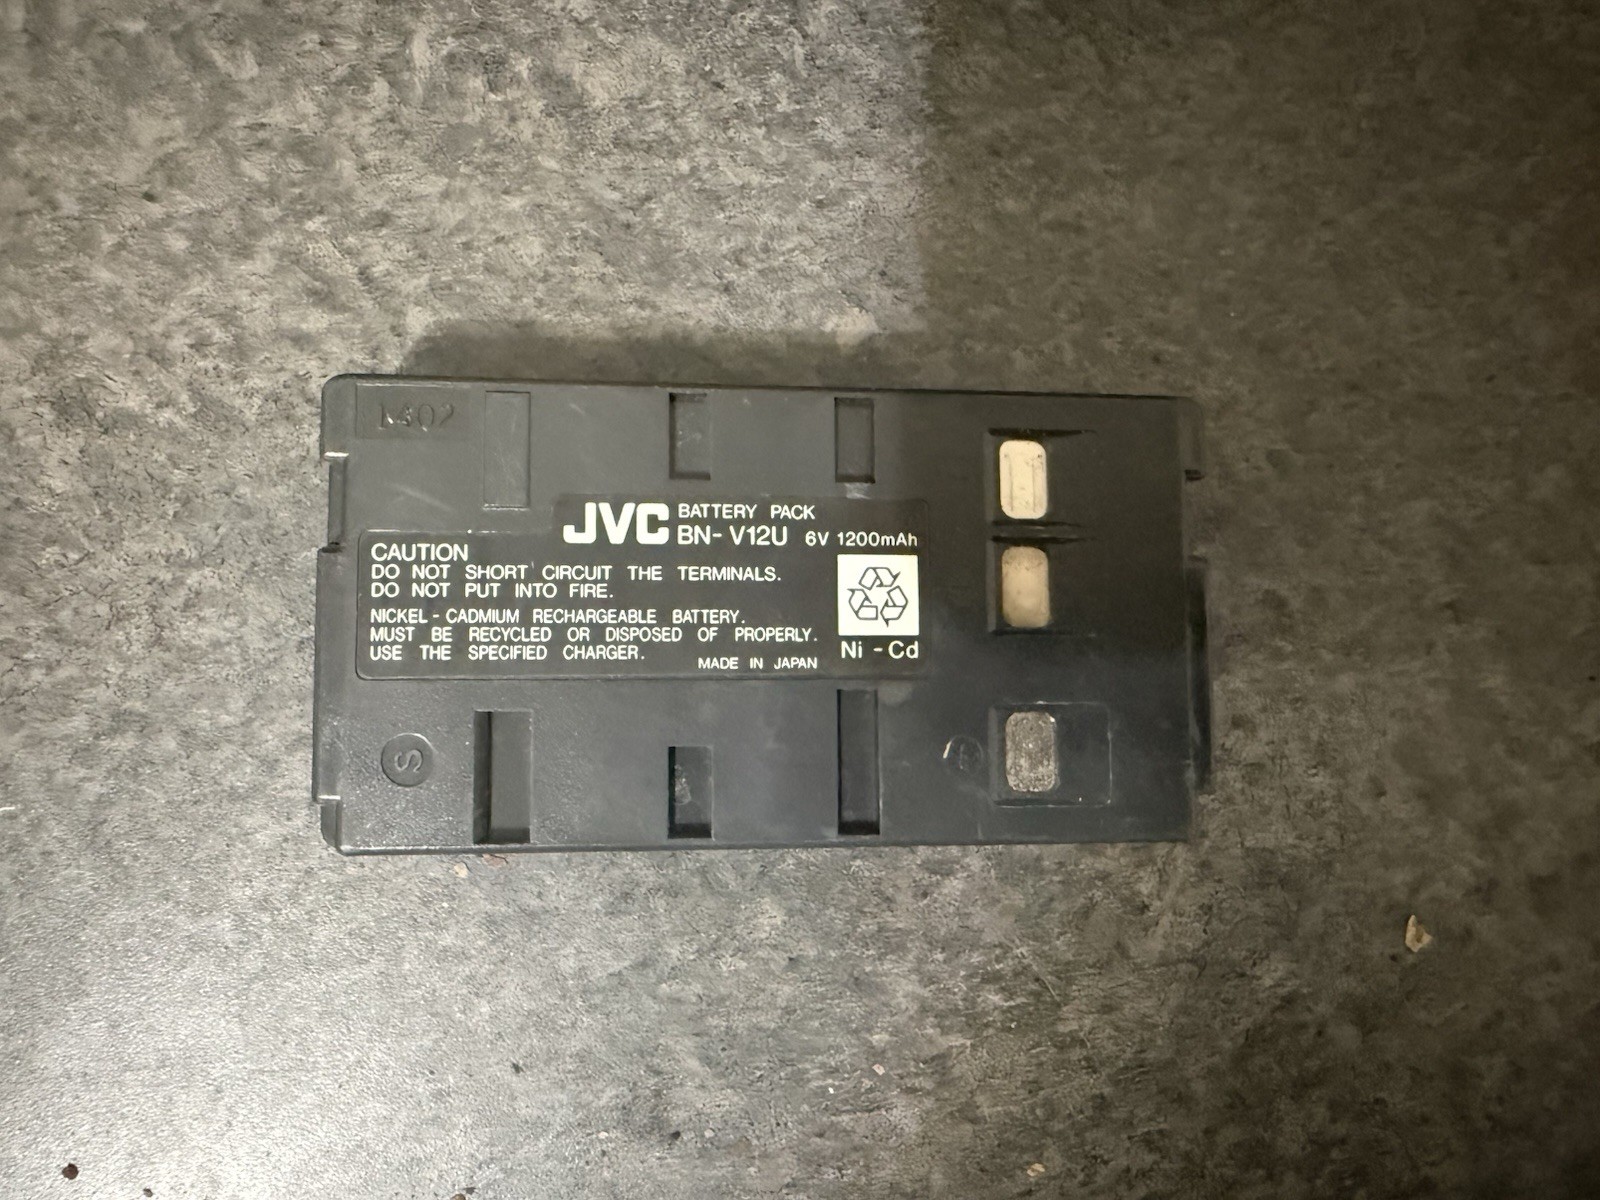 JVC BATTERY PACK
BN-V12U 6V 1200mAh
CAUTION
DO NOT SHORT CIRCUIT THE TERMINALS.
DO NOT PUT INTO FIRE.
NICKEL-CADMIUM RECHARGEABLE BATTERY.
MUST BE RECYCLED OR DISPOSED OF PROPERLY.
USE THE SPECIFIED CHARGER.
MADE IN JAPAN
Ni-Cd
S